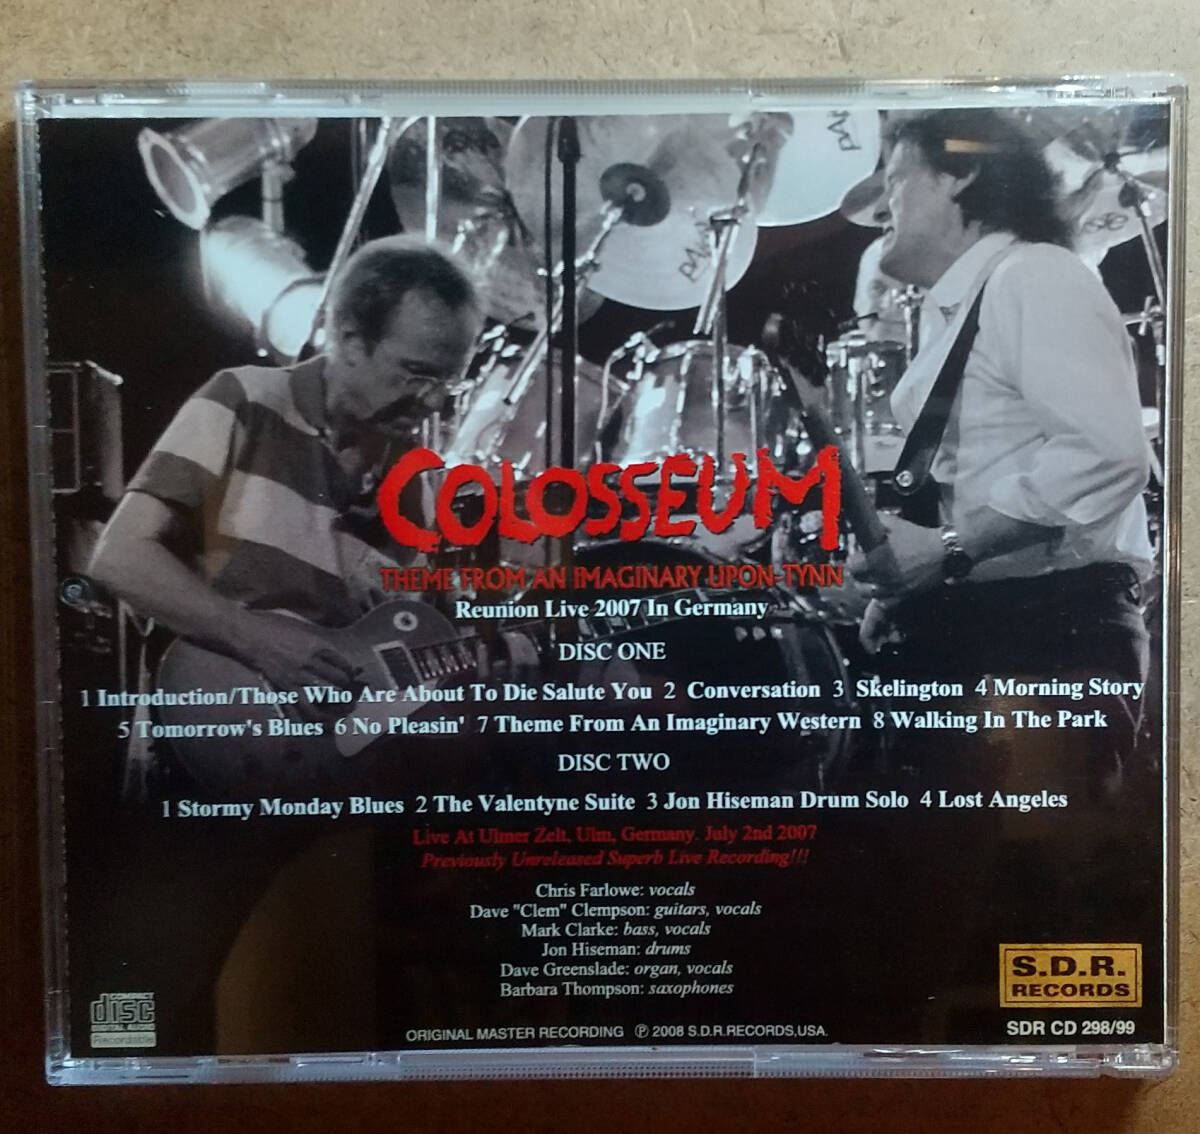 PAiSTe
PAiSTe
COLOSSEUM
THEME FROM AN IMAGINARY UPON-TYNN
Reunion Live 2007 In Germany
DISC ONE
1 Introduction/Those Who Are About To Die Salute You 2 Conversation 3 Skelington 4 Morning Story
5 Tomorrow's Blues 6 No Pleasin' 7 Theme From An Imaginary Western 8 Walking In The Park
DISC TWO
1 Stormy Monday Blues 2 The Valentyne Suite 3 Jon Hiseman Drum Solo 4 Lost Angeles
Live At Ulmer Zelt, Ulm, Germany. July 2nd 2007
Previously Unreleased Superb Live Recording!!!
Chris Farlowe: vocals
Dave "Clem" Clempson: guitars, vocals
Mark Clarke: bass, vocals
Jon Hiseman: drums
Dave Greenslade: organ, vocals
Barbara Thompson: saxophones
COMPACT
disc
DIGITAL AUDIO
Recordable
ORIGINAL MASTER RECORDING ℗ 2008 S.D.R.RECORDS,USA.
S.D.R.
RECORDS
SDR CD 298/99